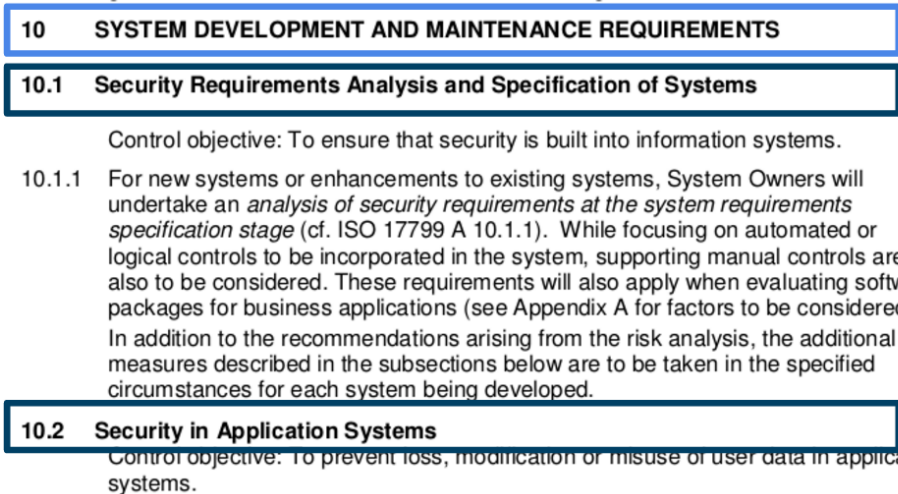 10 SYSTEM DEVELOPMENT AND MAINTENANCE REQUIREMENTS
10.1 Security Requirements Analysis and Specification of Systems
Control objective: To ensure that security is built into information systems.
10.1.1 For new systems or enhancements to existing systems, System Owners will
undertake an analysis of security requirements at the system requirements
specification stage (cf. ISO 17799 A 10.1.1). While focusing on automated or
logical controls to be incorporated in the system, supporting manual controls are
also to be considered. These requirements will also apply when evaluating
packages for business applications (see Appendix A for factors to be
In addition to the recommendations arising from the risk analysis, the additional
measures described in the subsections below are to be taken in the specified
circumstances for each system being developed.
10.2 Security in Application Systems
Control objective: To prevent loss, modification or misuse of user data in
systems.